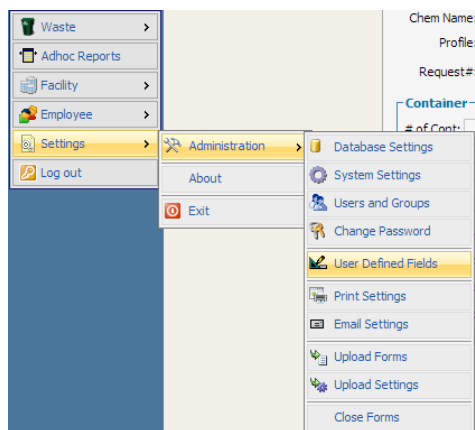 Waste
Adhoc Reports
Facility
Employee
Settings
Log out
Administration
About
Exit
Database Settings
System Settings
Users and Groups
Change Password
User Defined Fields
Print Settings
Email Settings
Upload Forms
Upload Settings
Close Forms
Chem Name:
Profile:
Request#:
Container
# of Cont: